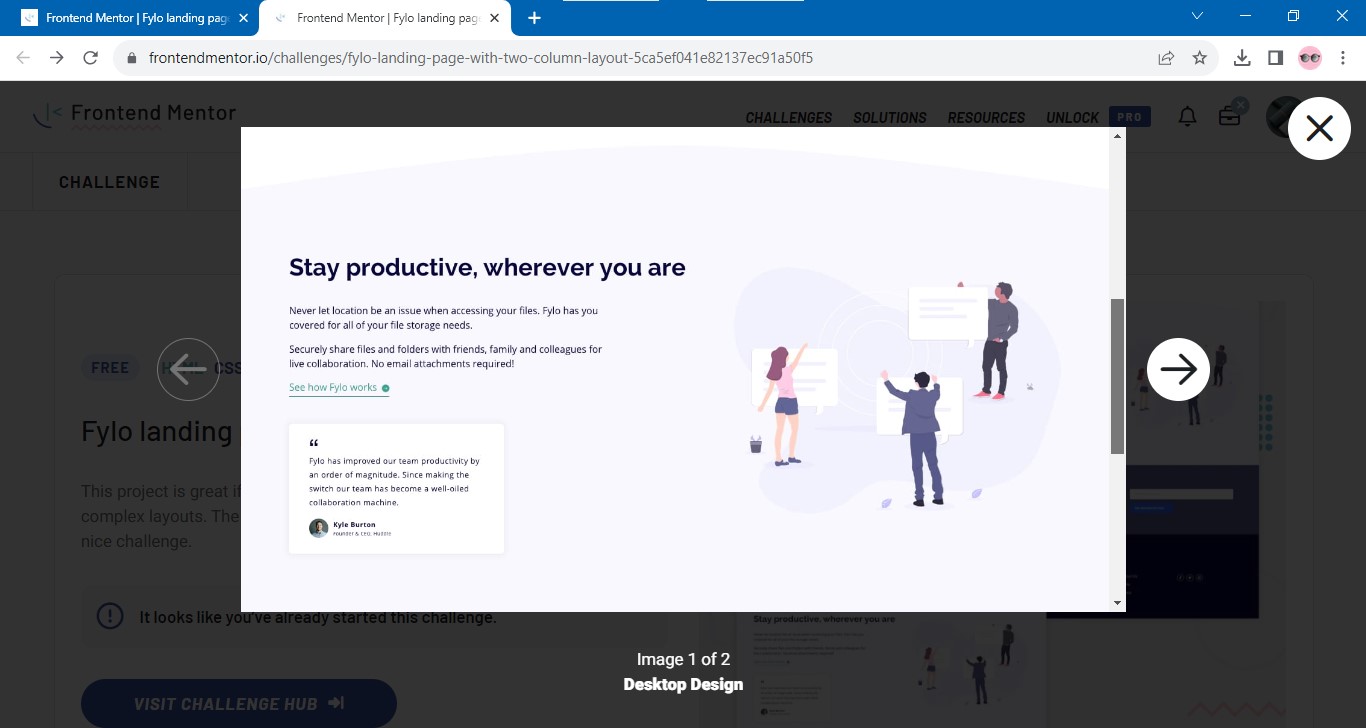 Frontend Mentor | Fylo landing pag
Frontend Mentor | Fylo landing page
frontendmentor.io/challenges/fylo-landing-page-with-two-column-layout-5ca5ef041e82137ec91a50f5
Frontend Mentor
CHALLENGES SOLUTIONS RESOURCES UNLOCK PRO
CHALLENGE
Stay productive, wherever you are
Never let location be an issue when accessing your files. Fylo has you
covered for all of your file storage needs.
Securely share files and folders with friends, family and colleagues for
live collaboration. No email attachments required!
See how Fylo works
“
Fylo has improved our team productivity by
an order of magnitude. Since making the
switch our team has become a well-oiled
collaboration machine.
Kyle Burton
Founder & CEO, Huddle
FREE HTML CSS
Fylo landing
This project is great if
complex layouts. The
nice challenge.
It looks like you've already started this challenge.
VISIT CHALLENGE HUB
Stay productive, wherever you are
Image 1 of 2
Desktop Design